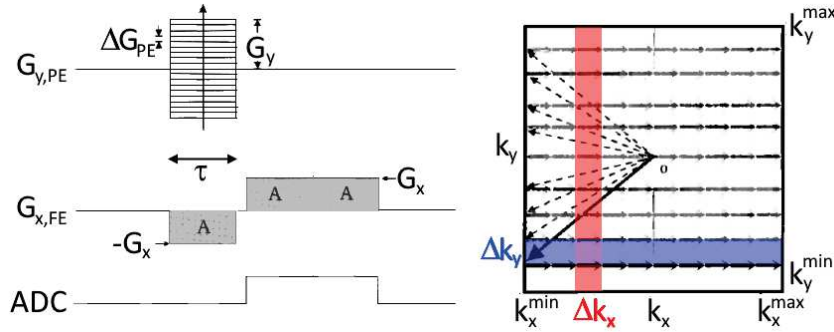 ΔG_PE
G_y
G_y,PE
τ
G_x
A A
G_x,FE
A
-G_x
ADC
k_y^max
k_y
o
Δk_y
k_y^min
k_x^min Δk_x k_x k_x^max